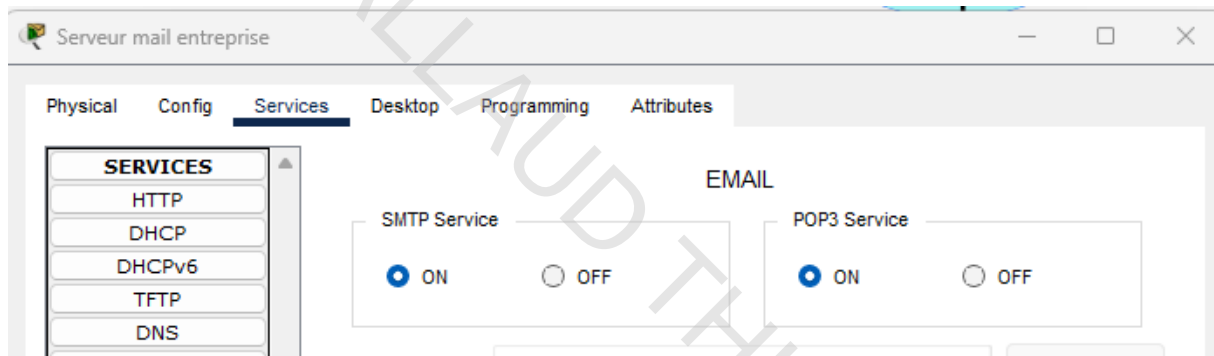 Serveur mail entreprise
Physical Config Services Desktop Programming Attributes
SERVICES
HTTP
DHCP
DHCPv6
TFTP
DNS
EMAIL
SMTP Service
ON OFF
POP3 Service
ON OFF